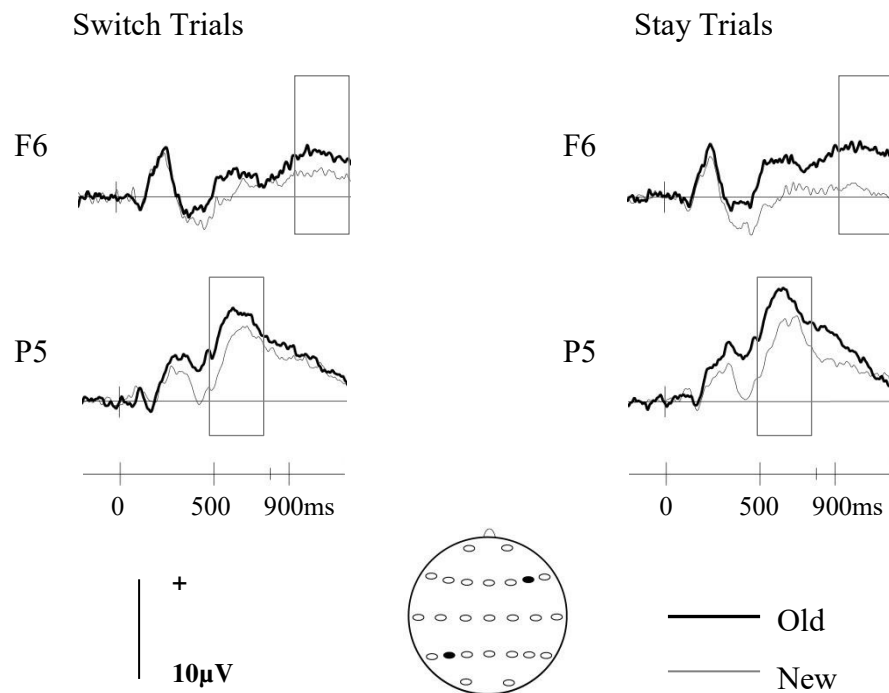 Switch Trials Stay Trials
F6 F6
P5 P5
0 500 900ms 0 500 900ms
+
10µV
Old
New